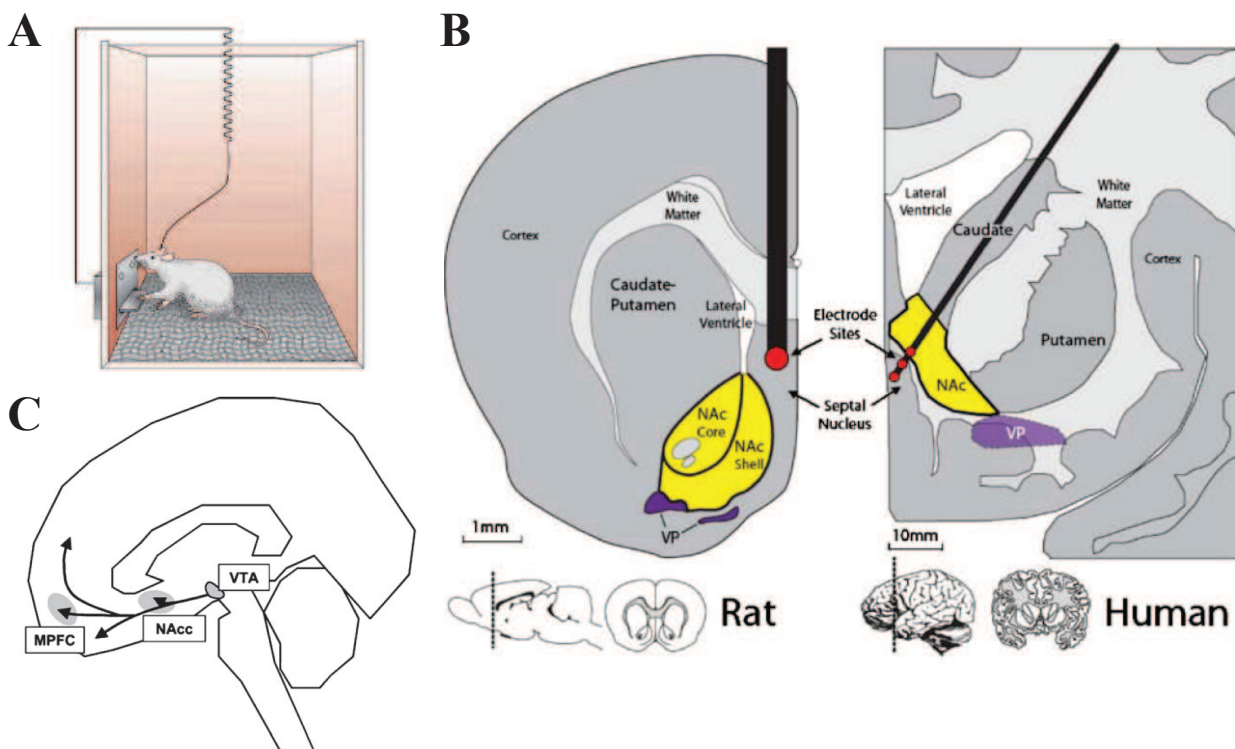 A
B
White
Matter
Cortex
Caudate-
Putamen
Lateral
Ventricle
NAc
Core
NAc
Shell
VP
1mm
Electrode
Sites
Septal
Nucleus
Lateral
Ventricle
Caudate
White
Matter
Cortex
Putamen
NAc
VP
10mm
Rat
Human
C
VTA
NAcc
MPFC